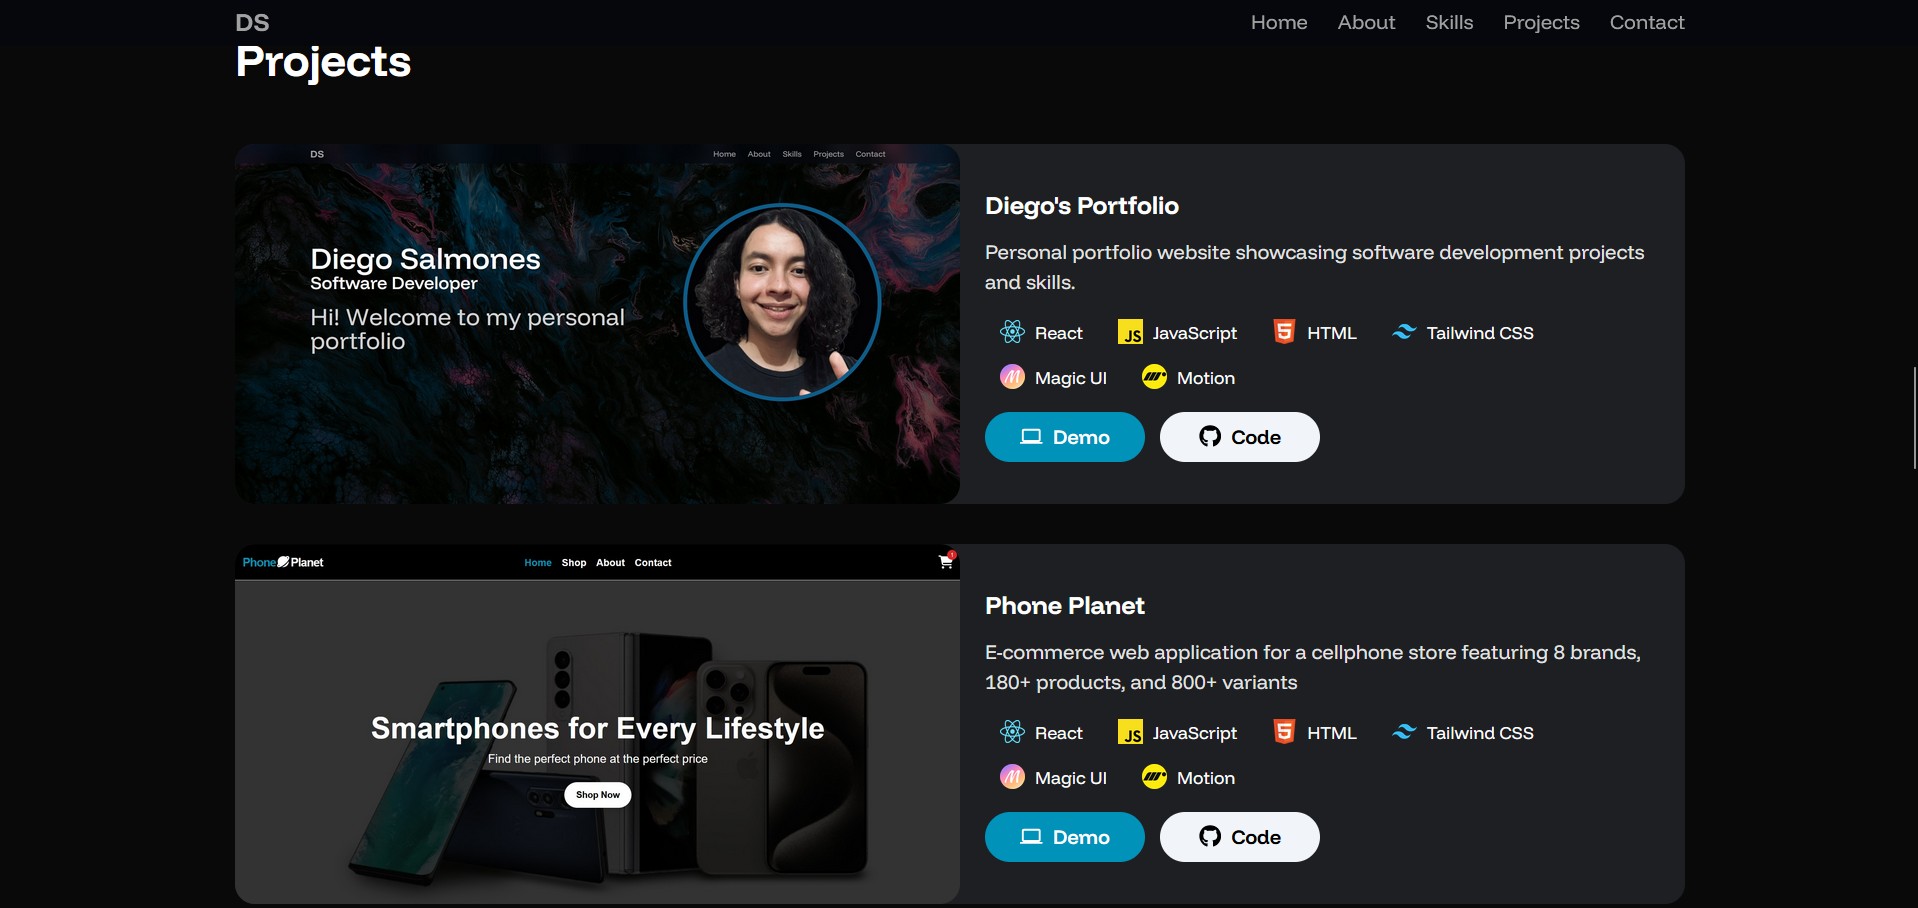 DS
Home About Skills Projects Contact
Projects
DS
Home About Skills Projects Contact
Diego Salmones
Software Developer
Hi! Welcome to my personal
portfolio
Diego's Portfolio
Personal portfolio website showcasing software development projects
and skills.
React JS JavaScript 5 HTML Tailwind CSS
M Magic UI Motion
Demo Code
Phone Planet
Home Shop About Contact
1
Smartphones for Every Lifestyle
Find the perfect phone at the perfect price
Shop Now
Phone Planet
E-commerce web application for a cellphone store featuring 8 brands,
180+ products, and 800+ variants
React JS JavaScript 5 HTML Tailwind CSS
M Magic UI Motion
Demo Code